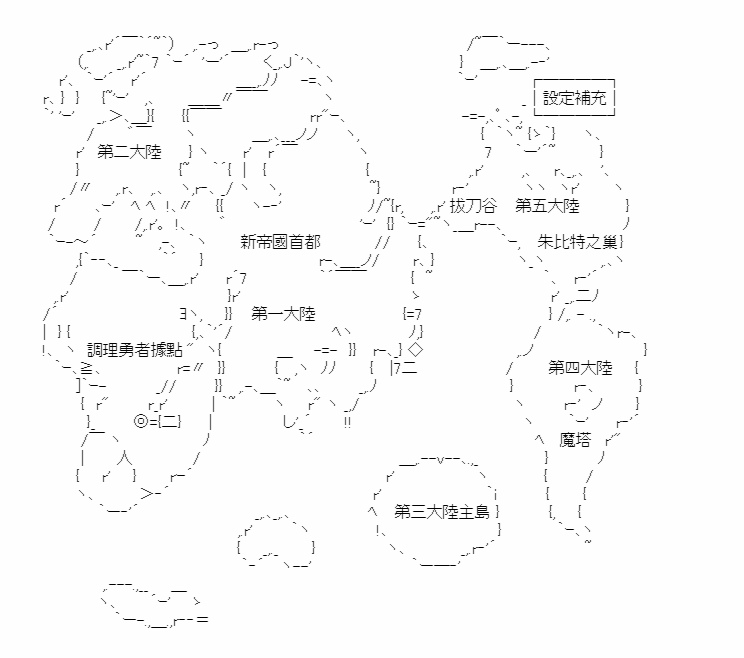 設定補充
第二大陸
拔刀谷
第五大陸
新帝國首都
朱比特之巢
第一大陸
調理勇者據點
第四大陸
魔塔
第三大陸主島